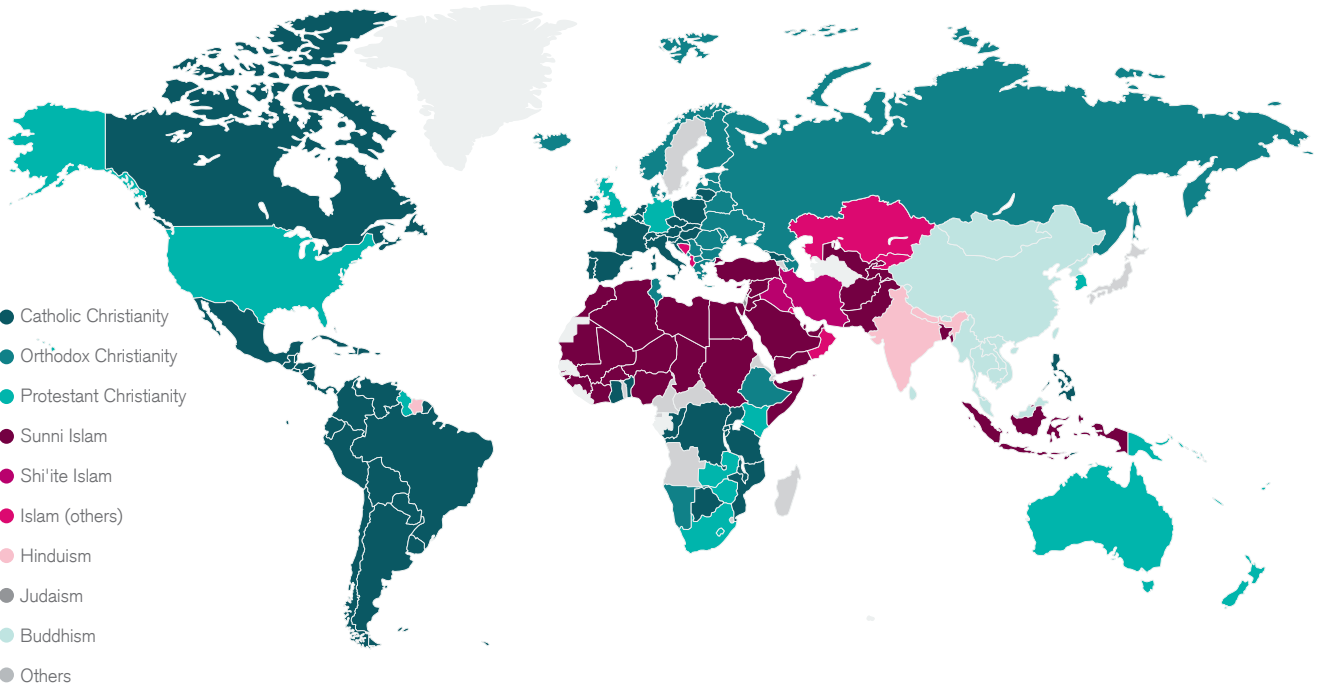 Catholic Christianity
Orthodox Christianity
Protestant Christianity
Sunni Islam
Shi'ite Islam
Islam (others)
Hinduism
Judaism
Buddhism
Others